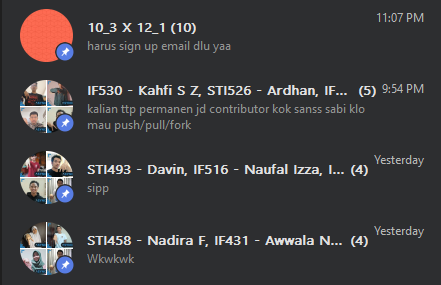 10_3 X 12_1 (10)
11:07 PM
harus sign up email dlu yaa
IF530 - Kahfi S Z, STI526 - Ardhan, IF... (5)
9:54 PM
kalian ttp permanen jd contributor kok sanss sabi klo
mau push/pull/fork
STI493 - Davin, IF516 - Naufal Izza, I... (4)
Yesterday
sipp
STI458 - Nadira F, IF431 - Awwala N... (4)
Yesterday
Wkwkwk